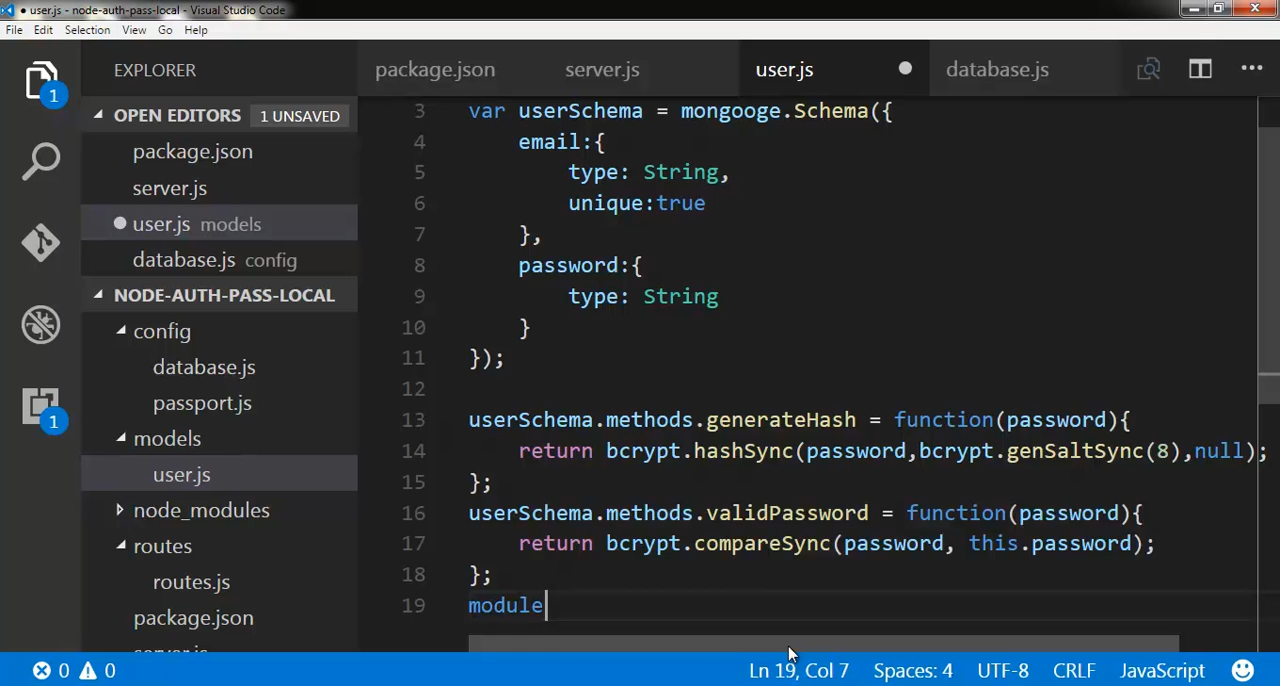 user.js - node-auth-pass-local - Visual Studio Code
File Edit Selection View Go Help
EXPLORER
package.json server.js user.js database.js
OPEN EDITORS 1 UNSAVED
package.json
server.js
user.js models
database.js config
NODE-AUTH-PASS-LOCAL
config
database.js
passport.js
models
user.js
node_modules
routes
routes.js
package.json
server.js
1
1
3 var userSchema = mongooge.Schema({
4 email:{
5 type: String,
6 unique:true
7 },
8 password:{
9 type: String
10 }
11 });
12
13 userSchema.methods.generateHash = function(password){
14 return bcrypt.hashSync(password,bcrypt.genSaltSync(8),null);
15 };
16 userSchema.methods.validPassword = function(password){
17 return bcrypt.compareSync(password, this.password);
18 };
19 module
0 0 Ln 19, Col 7 Spaces: 4 UTF-8 CRLF JavaScript